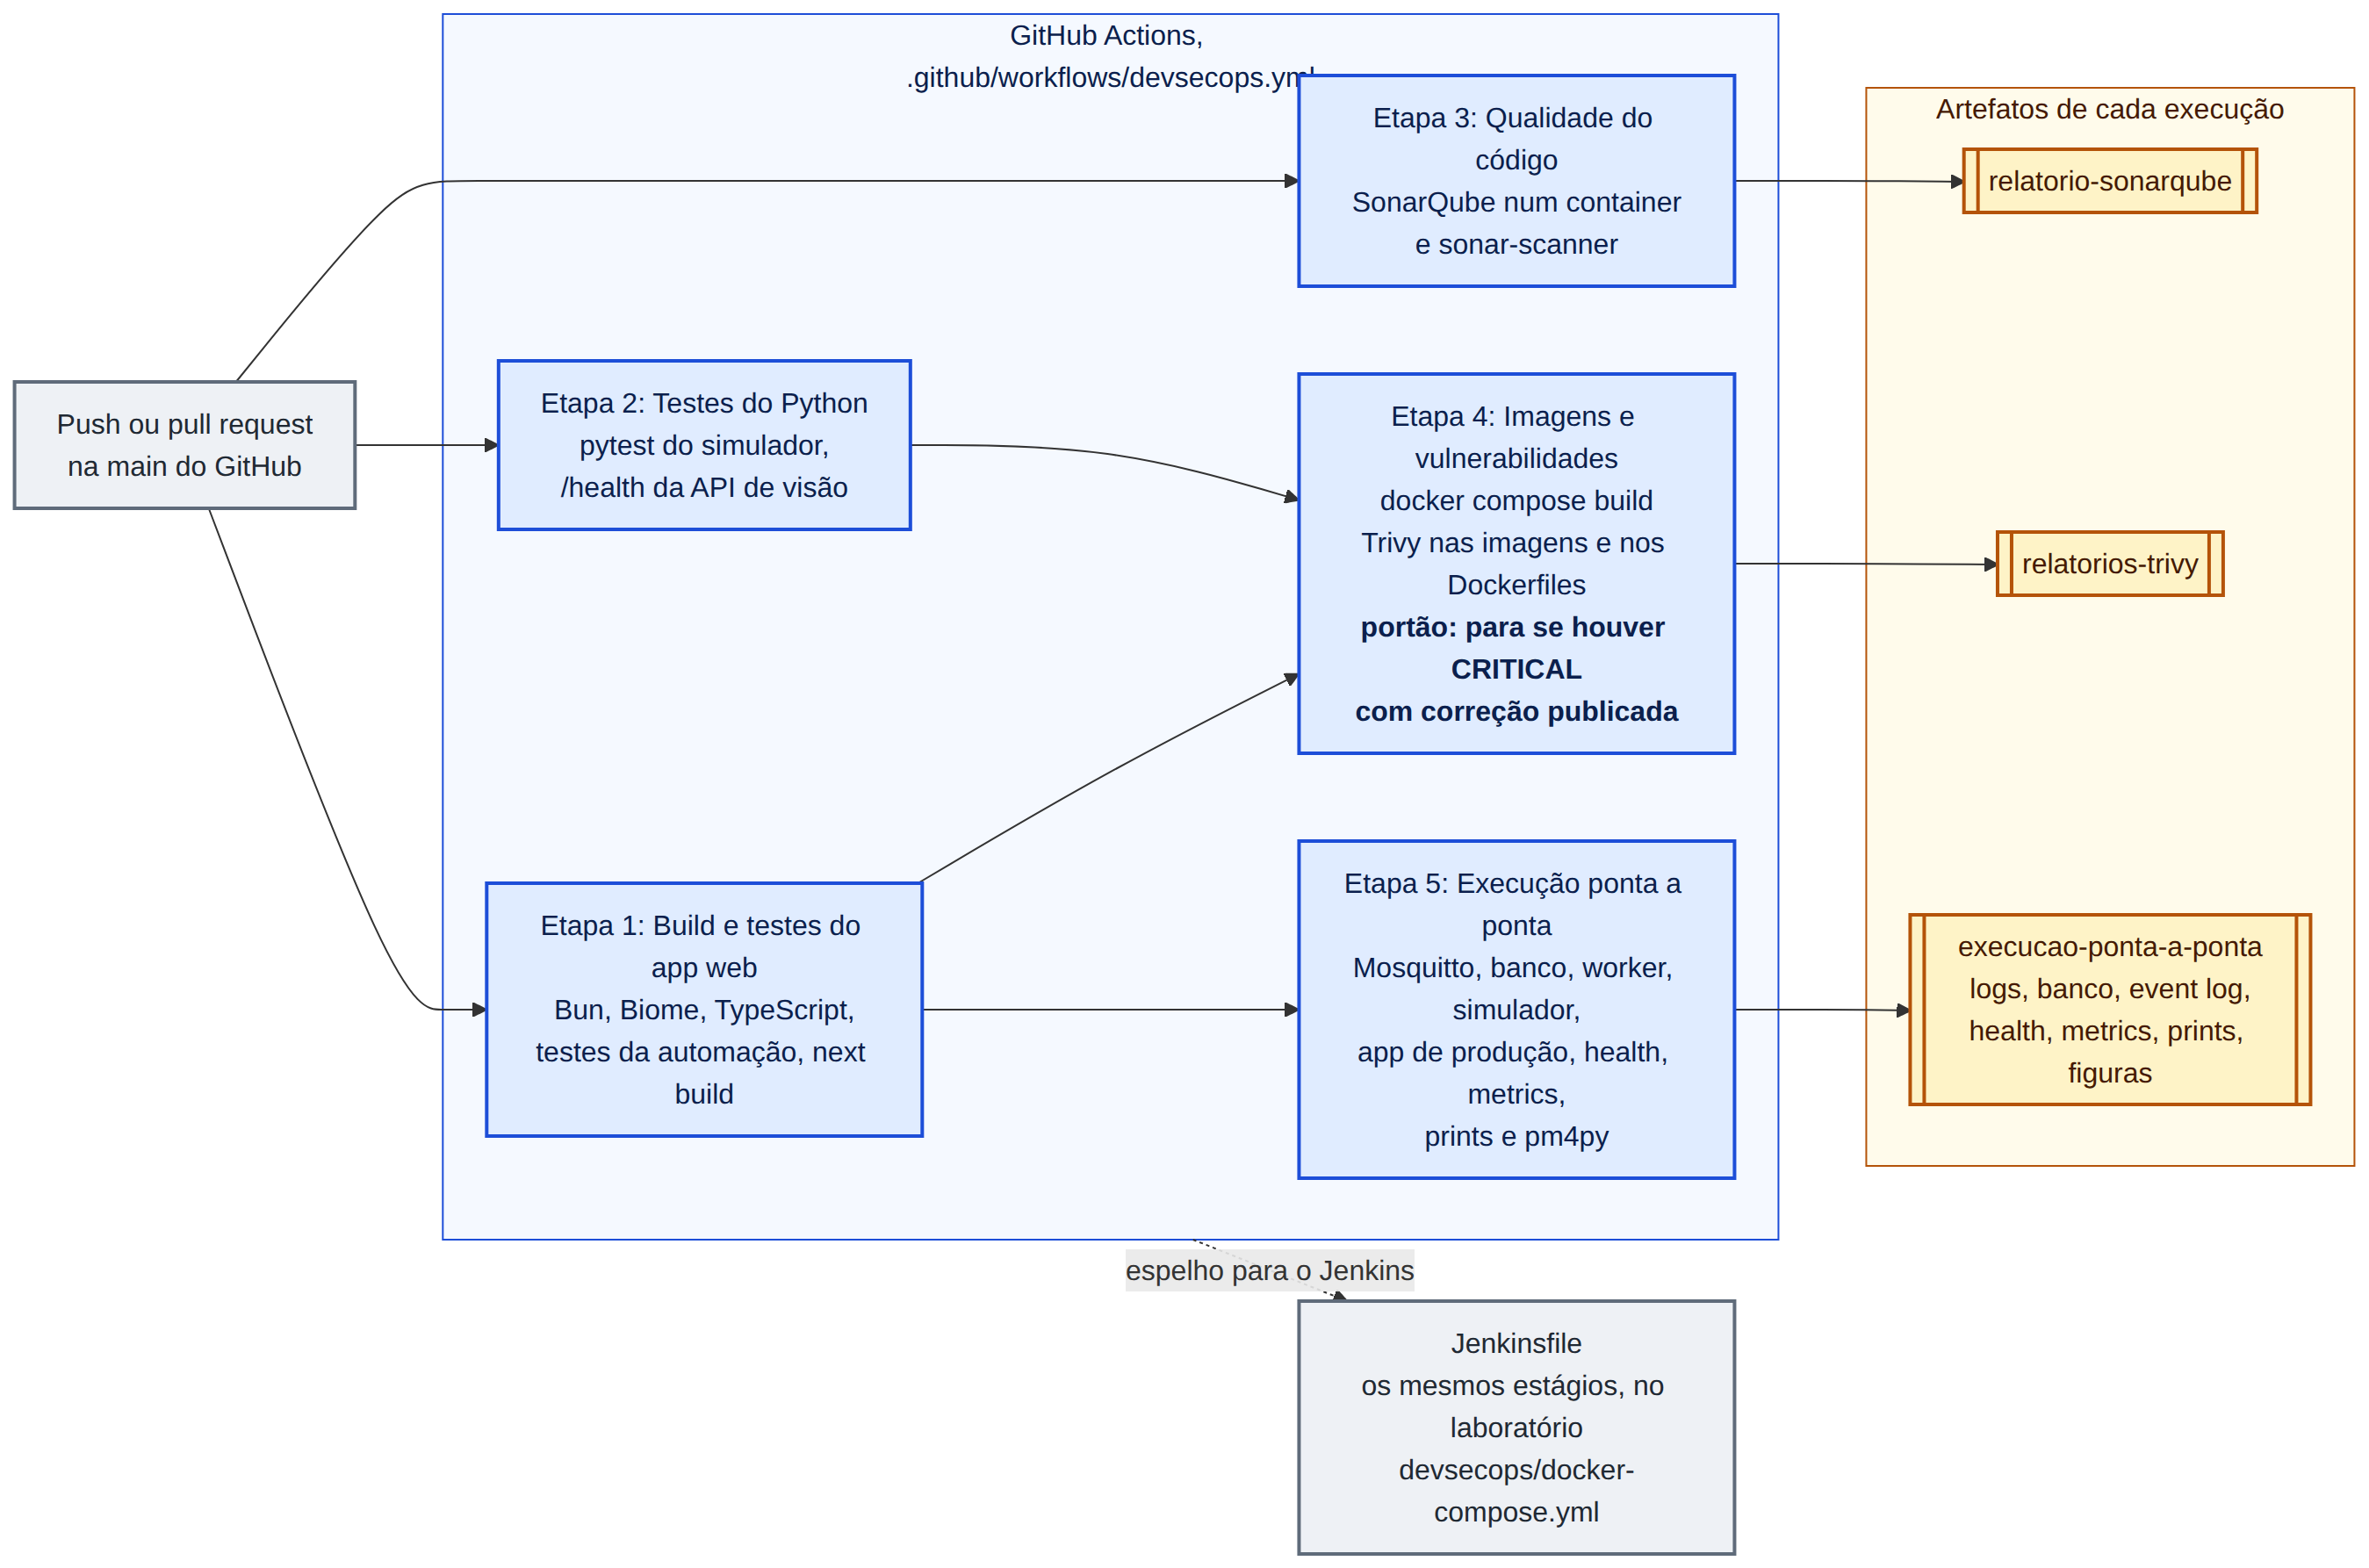 GitHub Actions,
.github/workflows/devsecops.yml
Artefatos de cada execução
Etapa 3: Qualidade do
código
SonarQube num container
e sonar-scanner
relatorio-sonarqube
Push ou pull request
na main do GitHub
Etapa 2: Testes do Python
pytest do simulador,
/health da API de visão
Etapa 4: Imagens e
vulnerabilidades
docker compose build
Trivy nas imagens e nos
Dockerfiles
portão: para se houver
CRITICAL
com correção publicada
relatorios-trivy
Etapa 1: Build e testes do
app web
Bun, Biome, TypeScript,
testes da automação, next
build
Etapa 5: Execução ponta a
ponta
Mosquitto, banco, worker,
simulador,
app de produção, health,
metrics,
prints e pm4py
execucao-ponta-a-ponta
logs, banco, event log,
health, metrics, prints,
figuras
espelho para o Jenkins
Jenkinsfile
os mesmos estágios, no
laboratório
devsecops/docker-
compose.yml